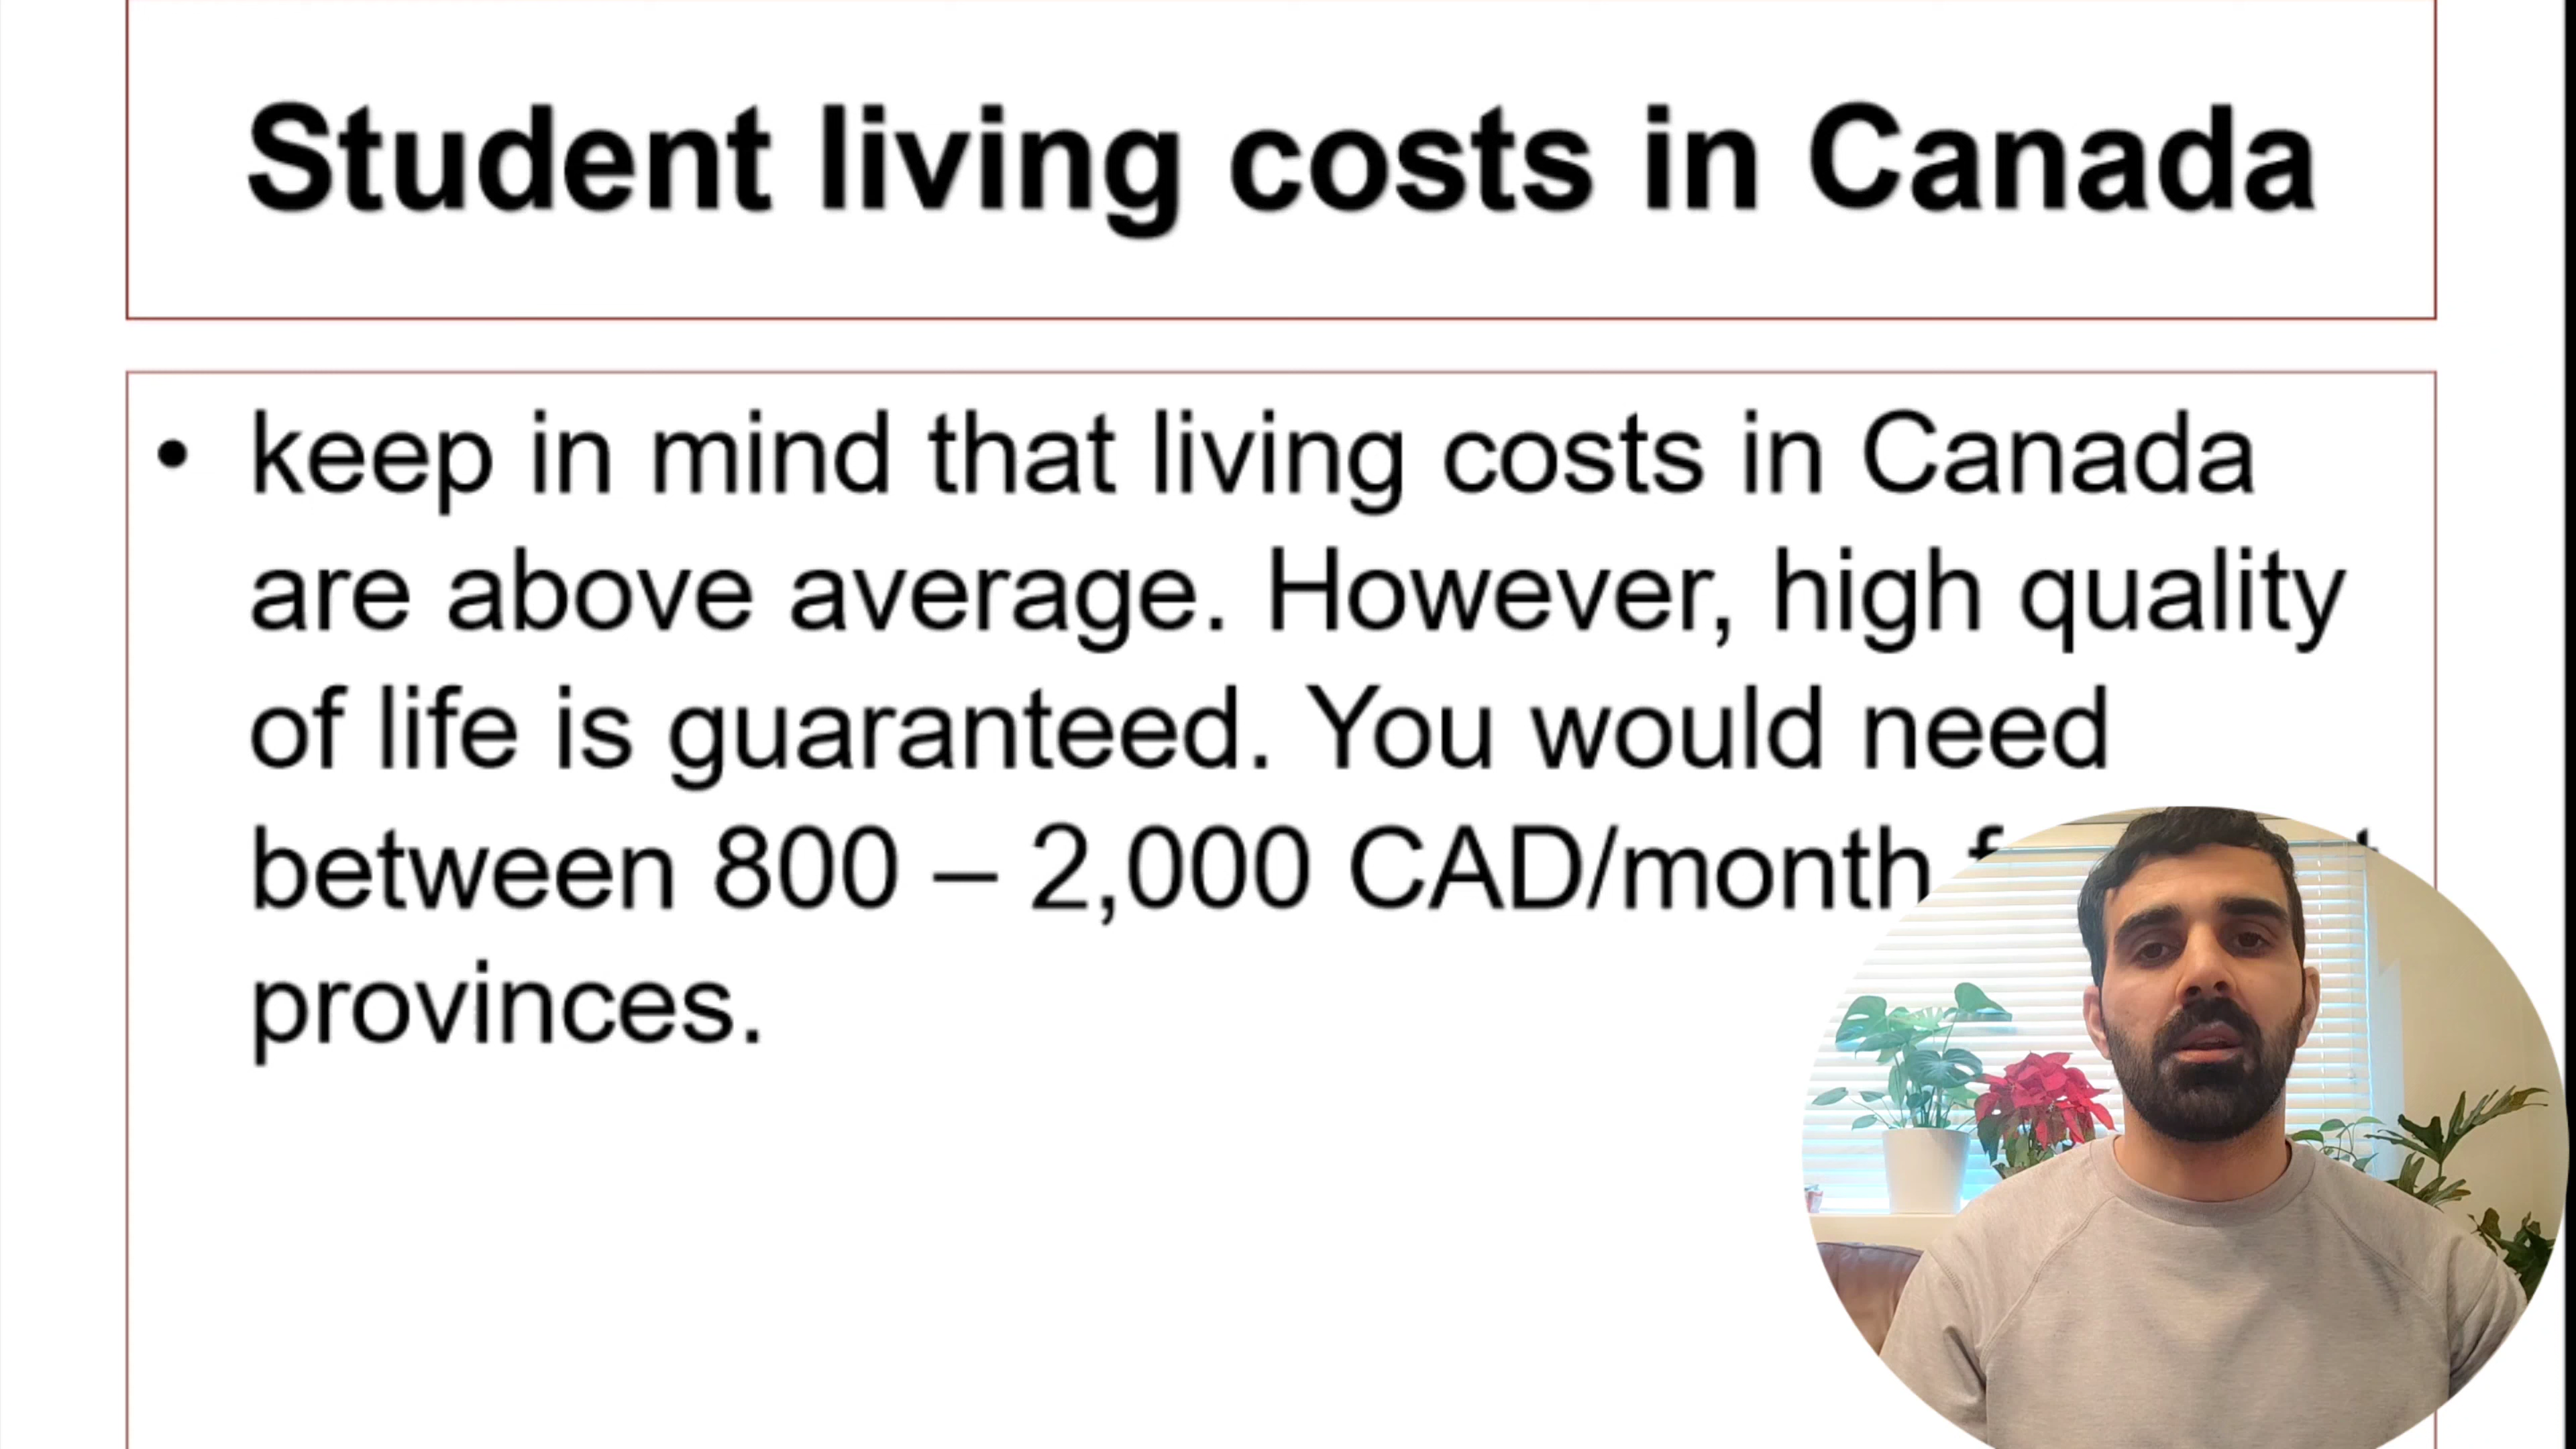 Student living costs in Canada
• keep in mind that living costs in Canada
are above average. However, high quality
of life is guaranteed. You would need
between 800 – 2,000 CAD/month
provinces.